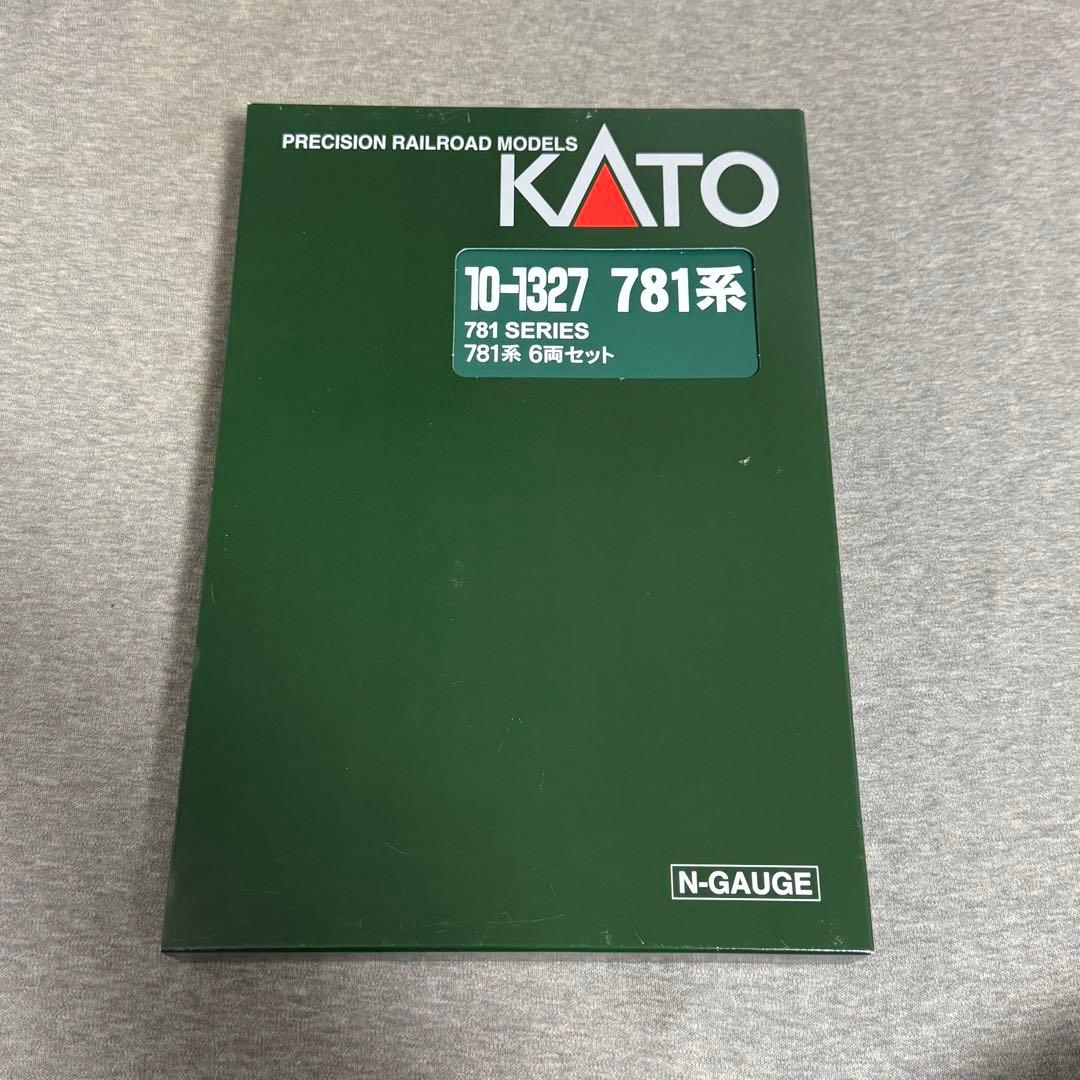 PRECISION RAILROAD MODELS
KATO
10-1327 781系
781 SERIES
781系 6両セット
N-GAUGE